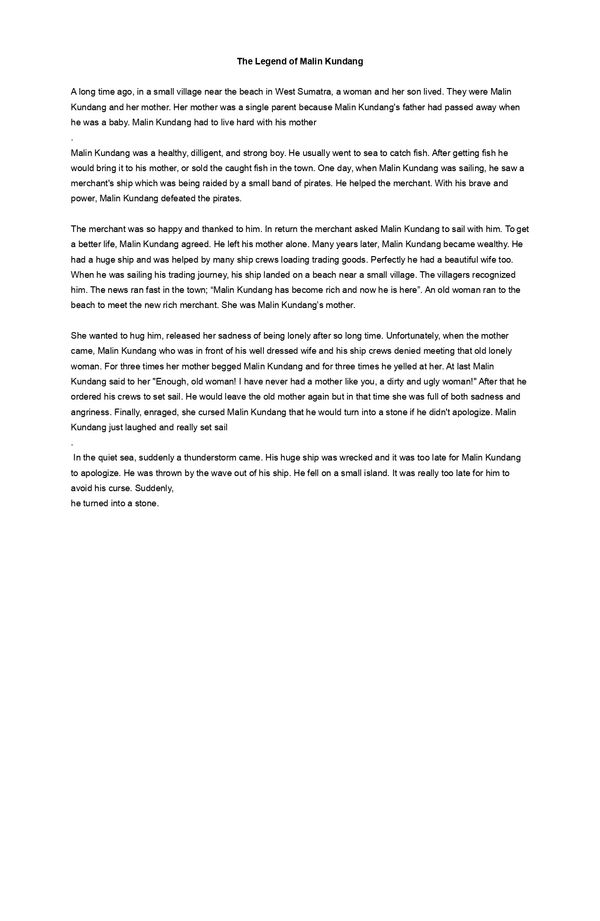 The Legend of Malin Kundang
A long time ago, in a small village near the beach in West Sumatra, a woman and her son lived. They were Malin
Kundang and her mother. Her mother was a single parent because Malin Kundang's father had passed away when
he was a baby. Malin Kundang had to live hard with his mother
.
Malin Kundang was a healthy, dilligent, and strong boy. He usually went to sea to catch fish. After getting fish he
would bring it to his mother, or sold the caught fish in the town. One day, when Malin Kundang was sailing, he saw a
merchant's ship which was being raided by a small band of pirates. He helped the merchant. With his brave and
power, Malin Kundang defeated the pirates.
The merchant was so happy and thanked to him. In return the merchant asked Malin Kundang to sail with him. To get
a better life, Malin Kundang agreed. He left his mother alone. Many years later, Malin Kundang became wealthy. He
had a huge ship and was helped by many ship crews loading trading goods. Perfectly he had a beautiful wife too.
When he was sailing his trading journey, his ship landed on a beach near a small village. The villagers recognized
him. The news ran fast in the town; “Malin Kundang has become rich and now he is here”. An old woman ran to the
beach to meet the new rich merchant. She was Malin Kundang’s mother.
She wanted to hug him, released her sadness of being lonely after so long time. Unfortunately, when the mother
came, Malin Kundang who was in front of his well dressed wife and his ship crews denied meeting that old lonely
woman. For three times her mother begged Malin Kundang and for three times he yelled at her. At last Malin
Kundang said to her "Enough, old woman! I have never had a mother like you, a dirty and ugly woman!" After that he
ordered his crews to set sail. He would leave the old mother again but in that time she was full of both sadness and
angriness. Finally, enraged, she cursed Malin Kundang that he would turn into a stone if he didn't apologize. Malin
Kundang just laughed and really set sail
.
In the quiet sea, suddenly a thunderstorm came. His huge ship was wrecked and it was too late for Malin Kundang
to apologize. He was thrown by the wave out of his ship. He fell on a small island. It was really too late for him to
avoid his curse. Suddenly,
he turned into a stone.